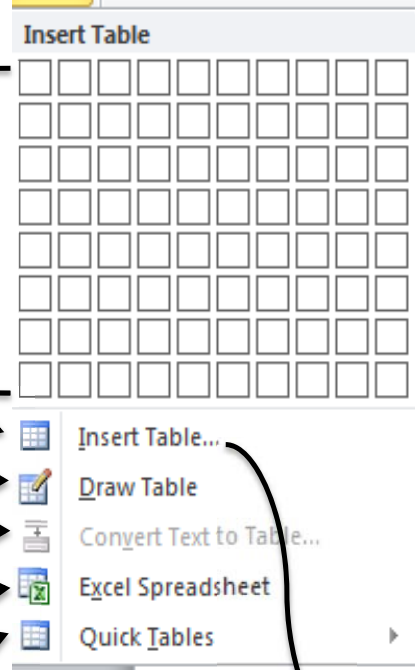 Insert Table
Insert Table...
Draw Table
Convert Text to Table...
Excel Spreadsheet
Quick Tables